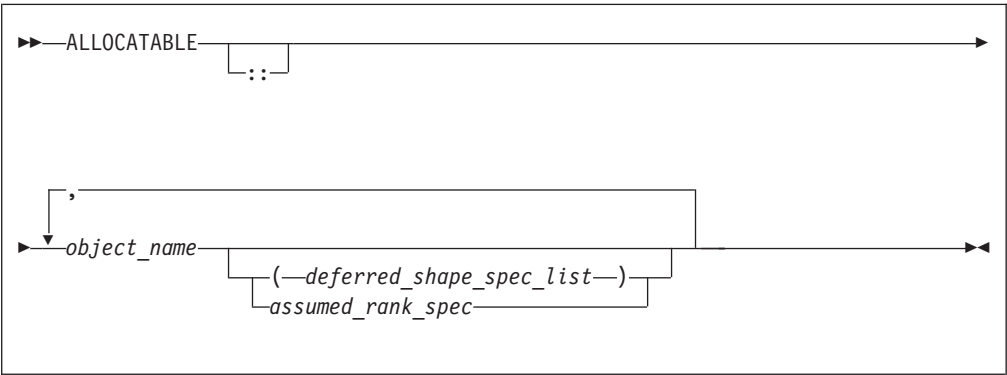 ALLOCATABLE
::
,
object_name
( deferred_shape_spec_list )
assumed_rank_spec